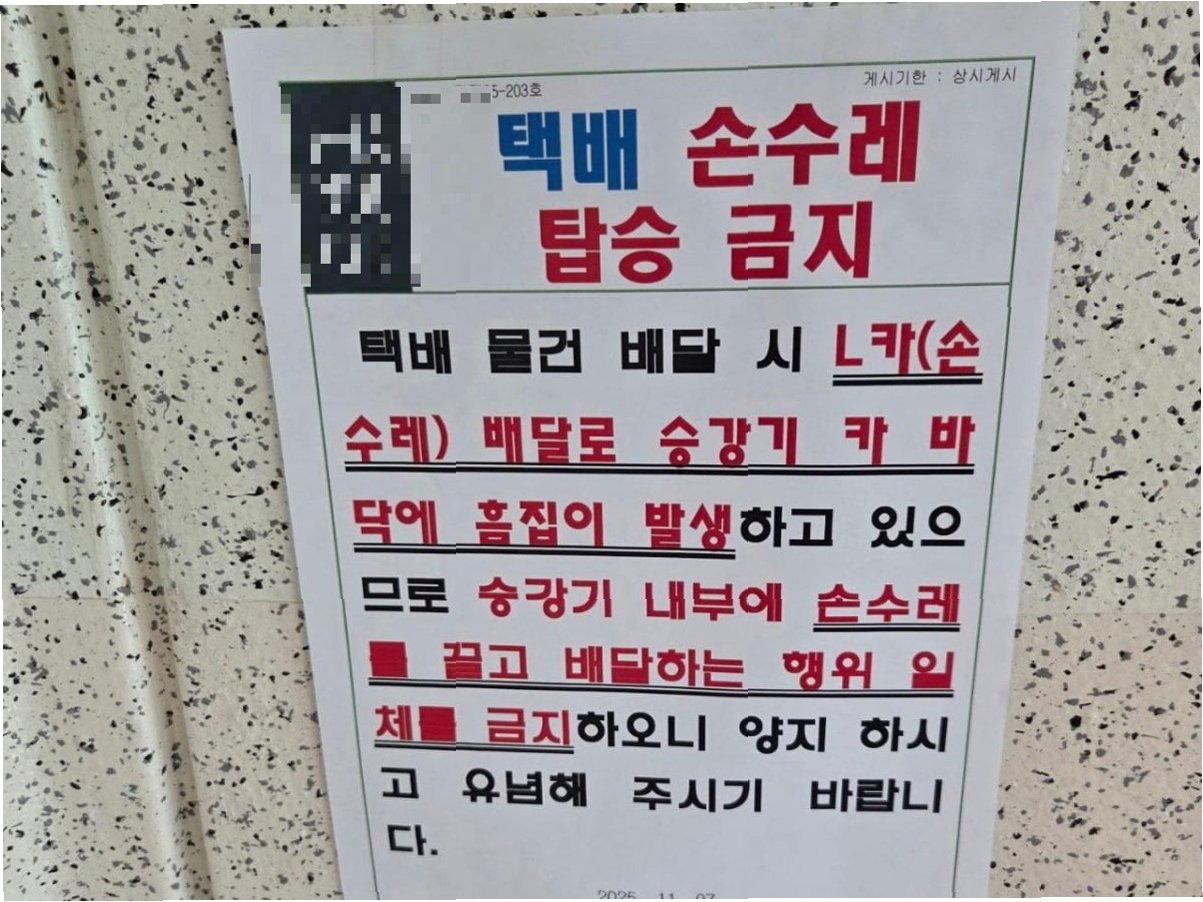 5-203호
게시기한 : 상시게시
택배 손수레
탑승 금지
택배 물건 배달 시 L카(손
수레) 배달로 승강기 카 바
닥에 흠집이 발생하고 있으
므로 승강기 내부에 손수레
를 끌고 배달하는 행위 일
체를 금지하오니 양지 하시
고 유념해 주시기 바랍니
다.
2025. 11. 07